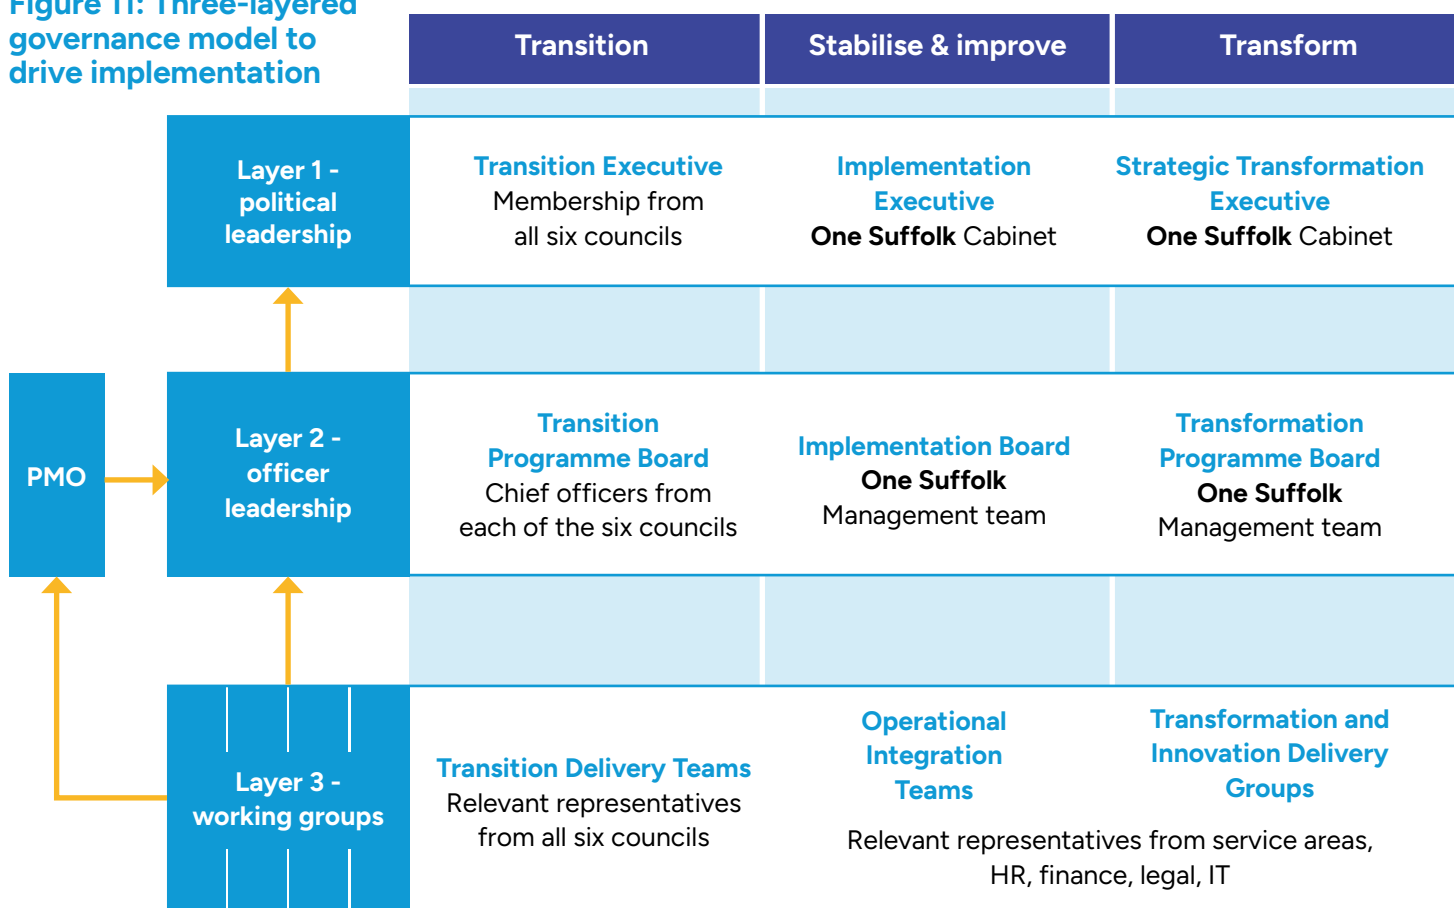 Figure 11: Three-layered
governance model to
drive implementation
Transition
Stabilise & improve
Transform
Layer 1 -
political
leadership
Transition Executive
Membership from
all six councils
Implementation
Executive
One Suffolk Cabinet
Strategic Transformation
Executive
One Suffolk Cabinet
PMO
Layer 2 -
officer
leadership
Transition
Programme Board
Chief officers from
each of the six councils
Implementation Board
One Suffolk
Management team
Transformation
Programme Board
One Suffolk
Management team
Layer 3 -
working groups
Transition Delivery Teams
Relevant representatives
from all six councils
Operational
Integration
Teams
Transformation and
Innovation Delivery
Groups
Relevant representatives from service areas,
HR, finance, legal, IT